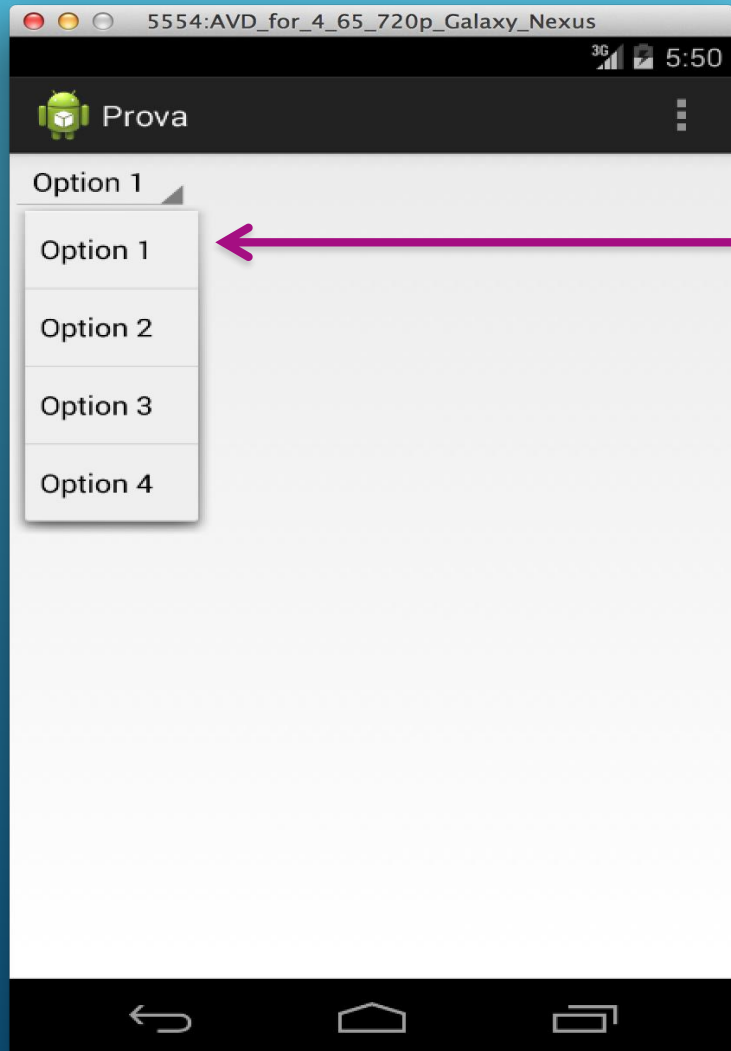 5554:AVD_for_4_65_720p_Galaxy_Nexus
3G 5:50
Prova
Option 1
Option 1
Option 2
Option 3
Option 4